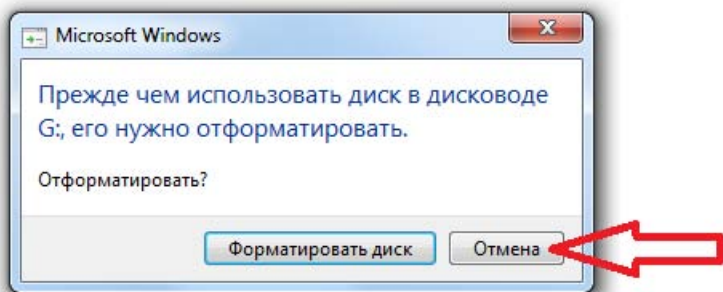 Microsoft Windows
Прежде чем использовать диск в дисководе
G:, его нужно отформатировать.
Отформатировать?
Форматировать диск
Отмена